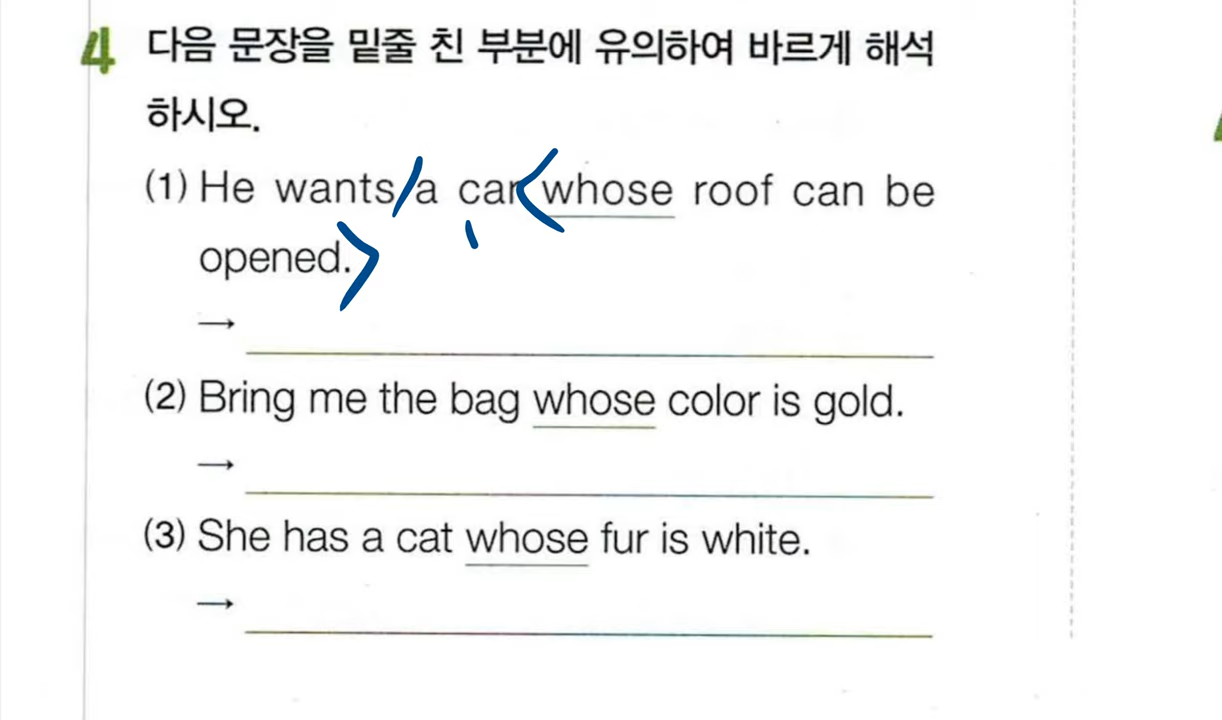 4 다음 문장을 밑줄 친 부분에 유의하여 바르게 해석
하시오.
(1) He wants a car whose roof can be
opened.
→
(2) Bring me the bag whose color is gold.
→
(3) She has a cat whose fur is white.
→